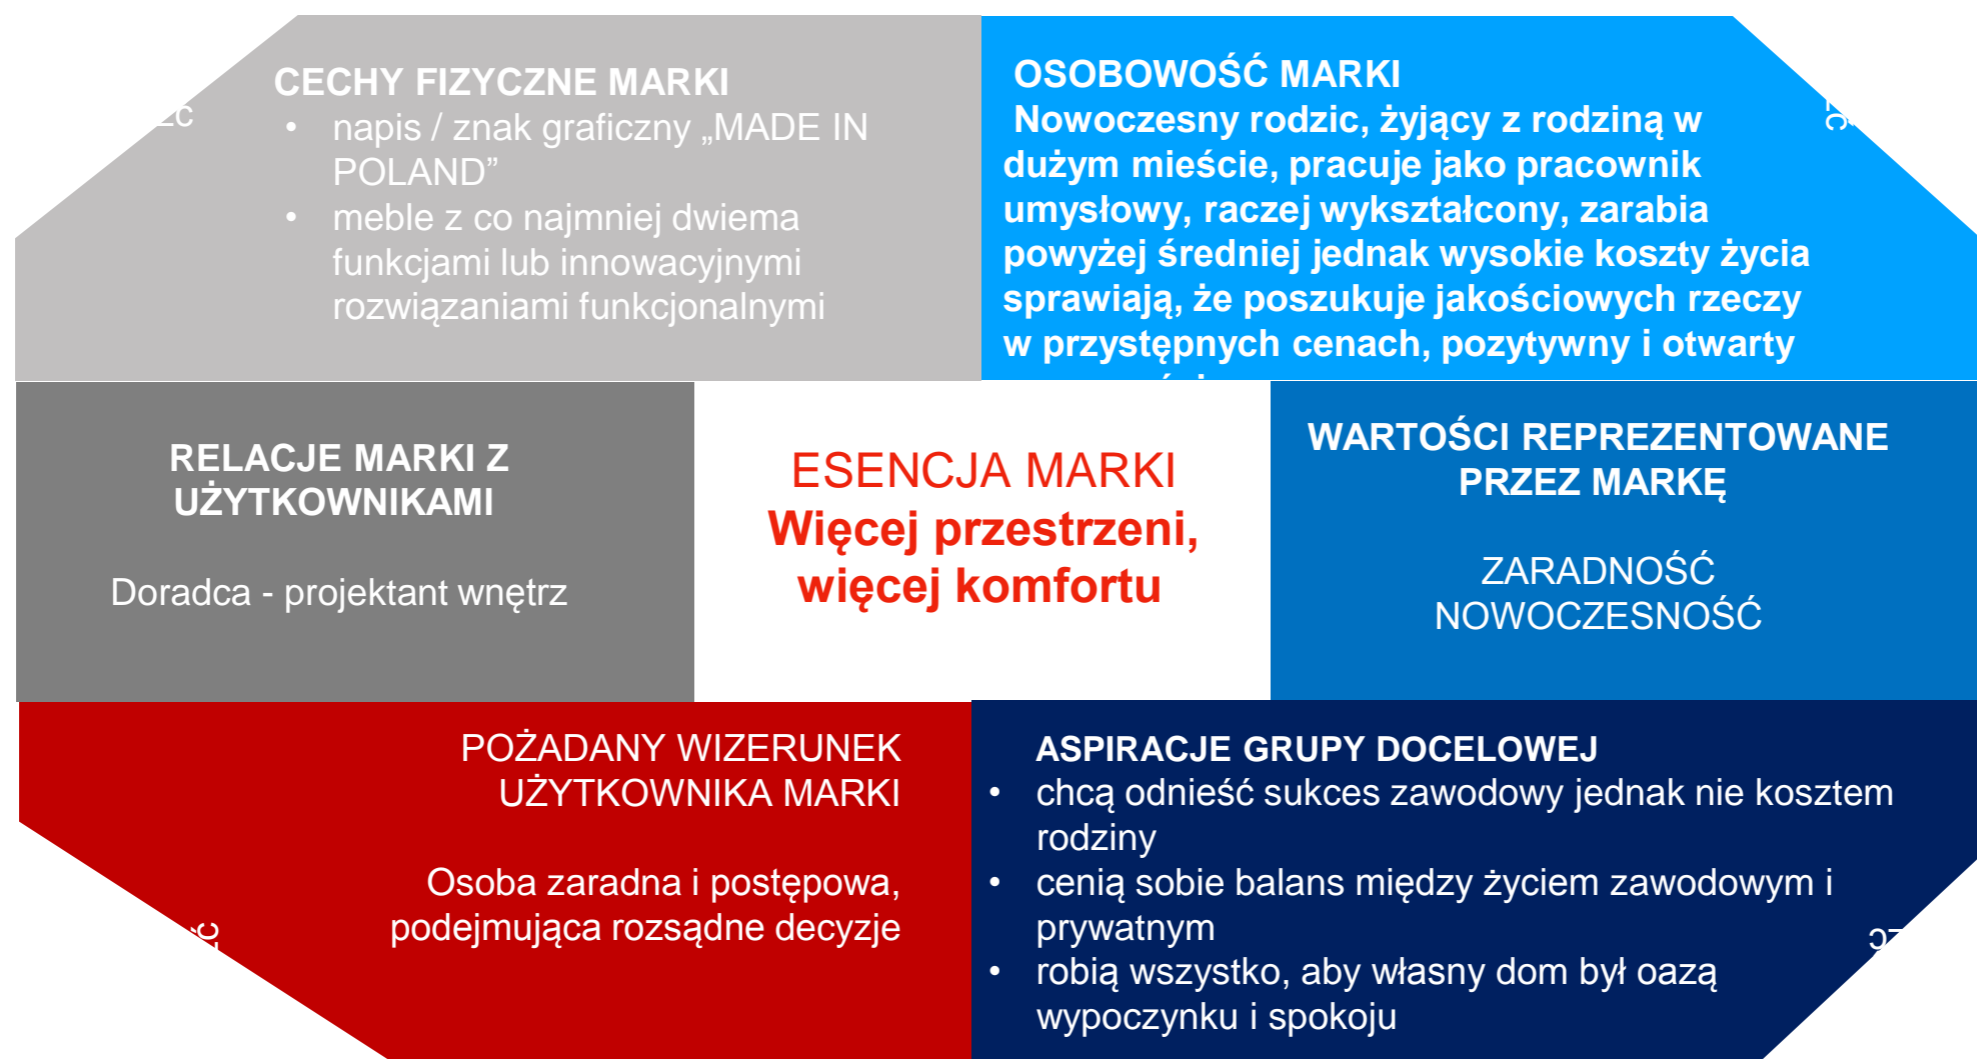 CECHY FIZYCZNE MARKI
• napis / znak graficzny „MADE IN
POLAND”
• meble z co najmniej dwiema
funkcjami lub innowacyjnymi
rozwiązaniami funkcjonalnymi
OSOBOWOŚĆ MARKI
Nowoczesny rodzic, żyjący z rodziną w
dużym mieście, pracuje jako pracownik
umysłowy, raczej wykształcony, zarabia
powyżej średniej jednak wysokie koszty życia
sprawiają, że poszukuje jakościowych rzeczy
w przystępnych cenach, pozytywny i otwarty
RELACJE MARKI Z
UŻYTKOWNIKAMI
Doradca - projektant wnętrz
ESENCJA MARKI
Więcej przestrzeni,
więcej komfortu
WARTOŚCI REPREZENTOWANE
PRZEZ MARKĘ
ZARADNOŚĆ
NOWOCZESNOŚĆ
POŻADANY WIZERUNEK
UŻYTKOWNIKA MARKI
Osoba zaradna i postępowa,
podejmująca rozsądne decyzje
ASPIRACJE GRUPY DOCELOWEJ
• chcą odnieść sukces zawodowy jednak nie kosztem
rodziny
• cenią sobie balans między życiem zawodowym i
prywatnym
• robią wszystko, aby własny dom był oazą
wypoczynku i spokoju